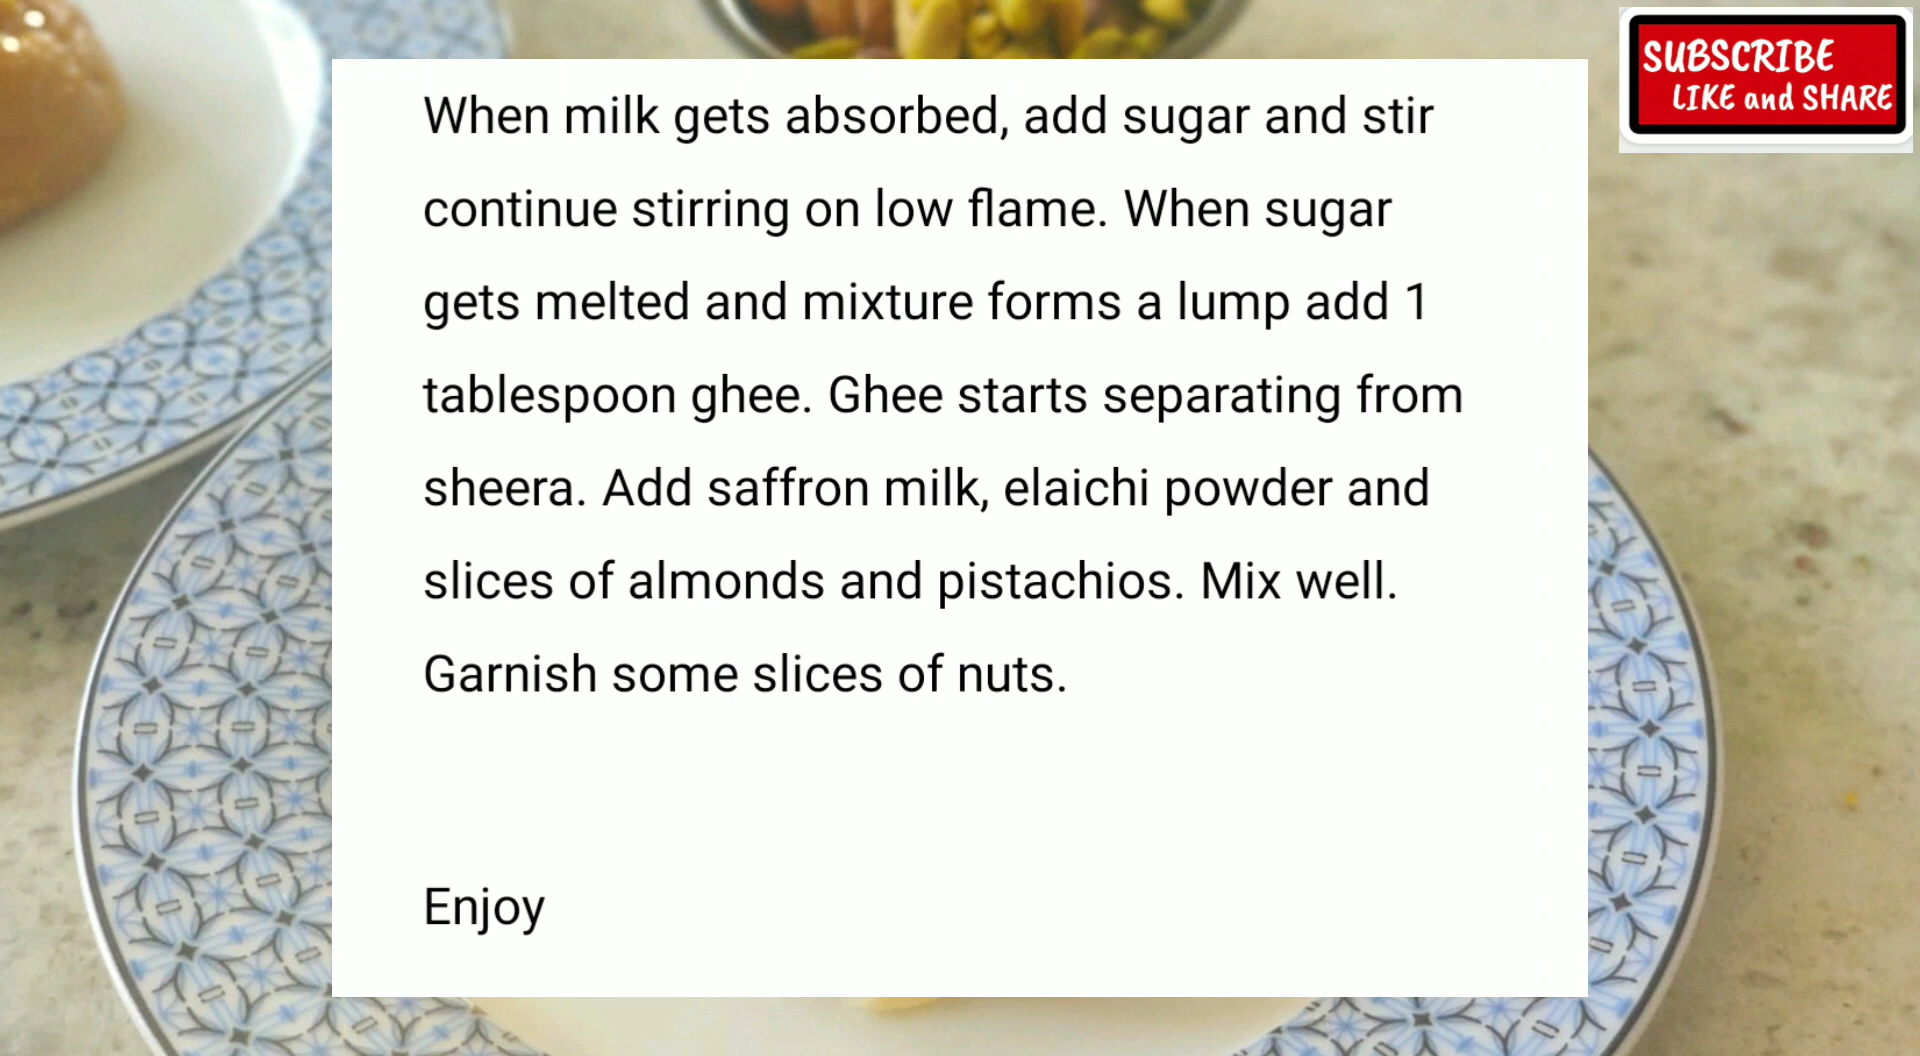 SUBSCRIBE
LIKE and SHARE
When milk gets absorbed, add sugar and stir
continue stirring on low flame. When sugar
gets melted and mixture forms a lump add 1
tablespoon ghee. Ghee starts separating from
sheera. Add saffron milk, elaichi powder and
slices of almonds and pistachios. Mix well.
Garnish some slices of nuts.
Enjoy